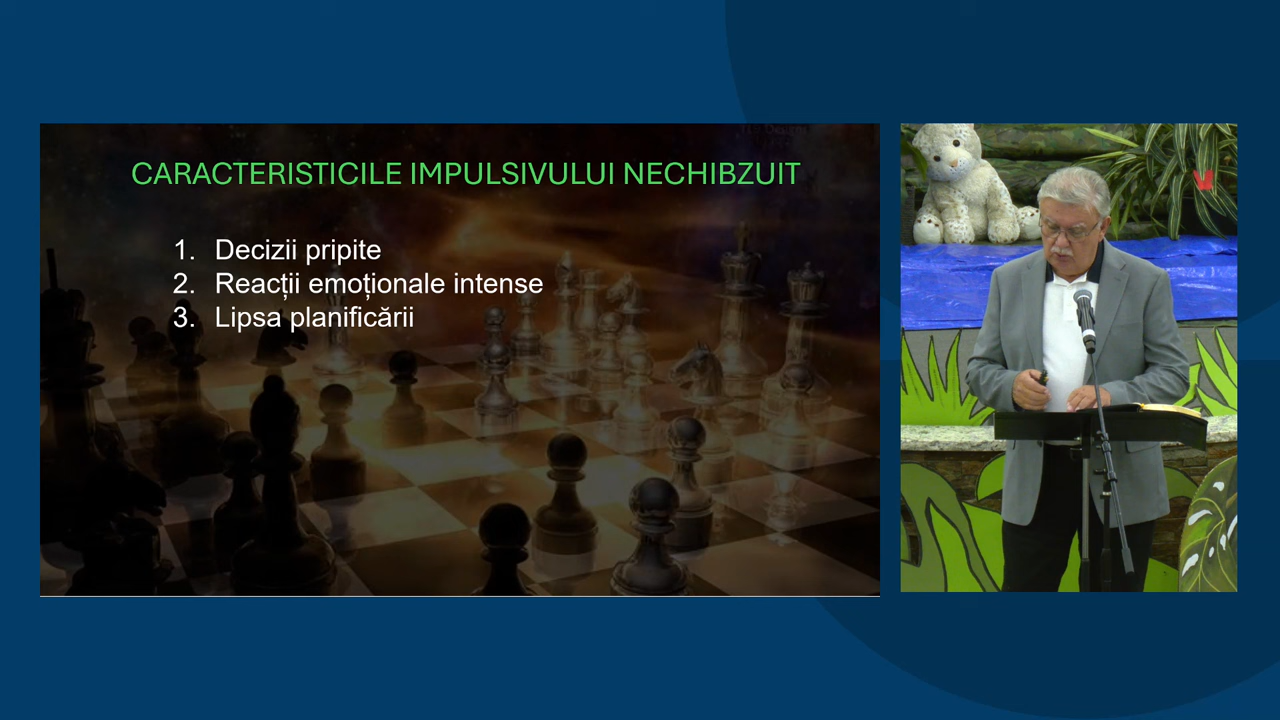 CARACTERISTICILE IMPULSIVULUI NECHIBZUIT
1. Decizii pripite
2. Reacții emoționale intense
3. Lipsa planificării